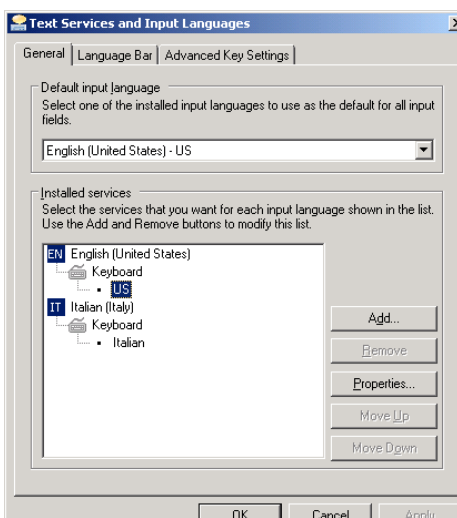 Text Services and Input Languages
General Language Bar Advanced Key Settings
Default input language
Select one of the installed input languages to use as the default for all input
fields.
English (United States) - US
Installed services
Select the services that you want for each input language shown in the list.
Use the Add and Remove buttons to modify this list.
EN English (United States)
Keyboard
US
IT Italian (Italy)
Keyboard
Italian
Add...
Remove
Properties...
Move Up
Move Down
OK Cancel Apply